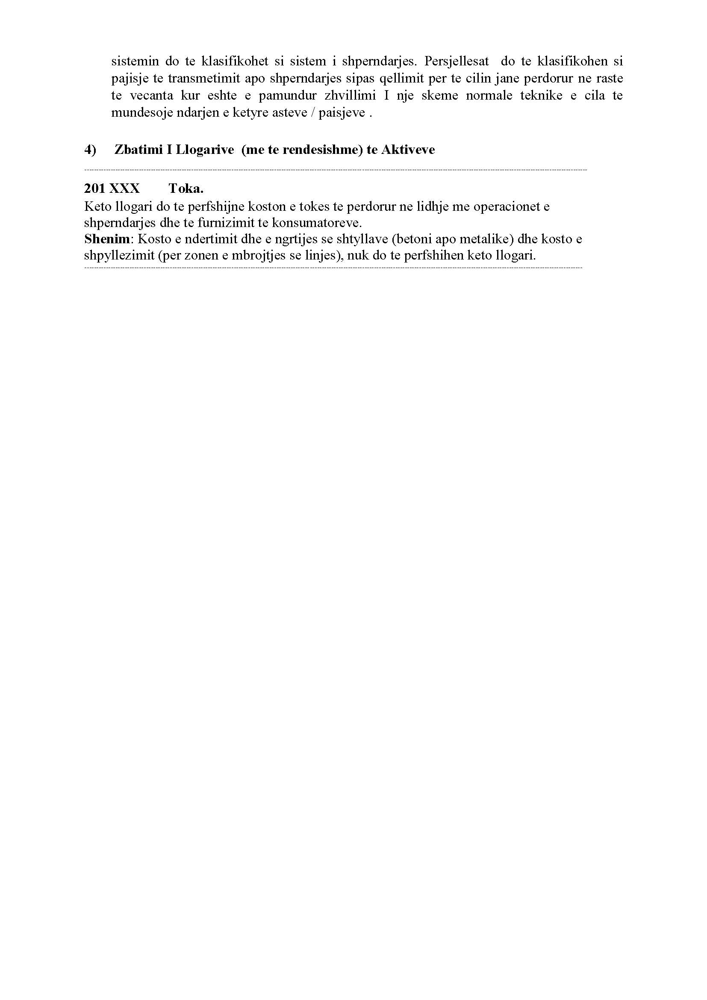 sistemin do te klasifikohet si sistem i shperndarjes. Persjellesat do te klasifikohen si
pajisje te transmetimit apo shperndarjes sipas qellimit per te cilin jane perdorur ne raste
te vecanta kur eshte e pamundur zhvillimi I nje skeme normale teknike e cila te
mundesoje ndarjen e ketyre asteve / paisjeve .
4) Zbatimi I Llogarive (me te rendesishme) te Aktiveve
201 XXX Toka.
Keto llogari do te perfshijne koston e tokes te perdorur ne lidhje me operacionet e
shperndarjes dhe te furnizimit te konsumatoreve.
Shenim: Kosto e ndertimit dhe e ngrtijes se shtyllave (betoni apo metalike) dhe kosto e
shpyllezimit (per zonen e mbrojtjes se linjes), nuk do te perfshihen keto llogari.